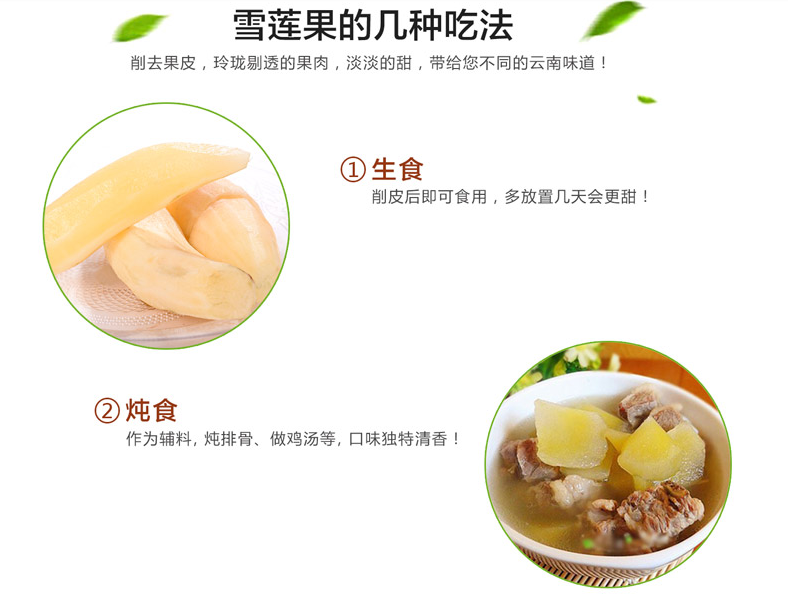 雪莲果的几种吃法
削去果皮，玲珑剔透的果肉，淡淡的甜，带给您不同的云南味道！
①生食
削皮后即可食用，多放置几天会更甜！
②炖食
作为辅料, 炖排骨、做鸡汤等, 口味独特清香！